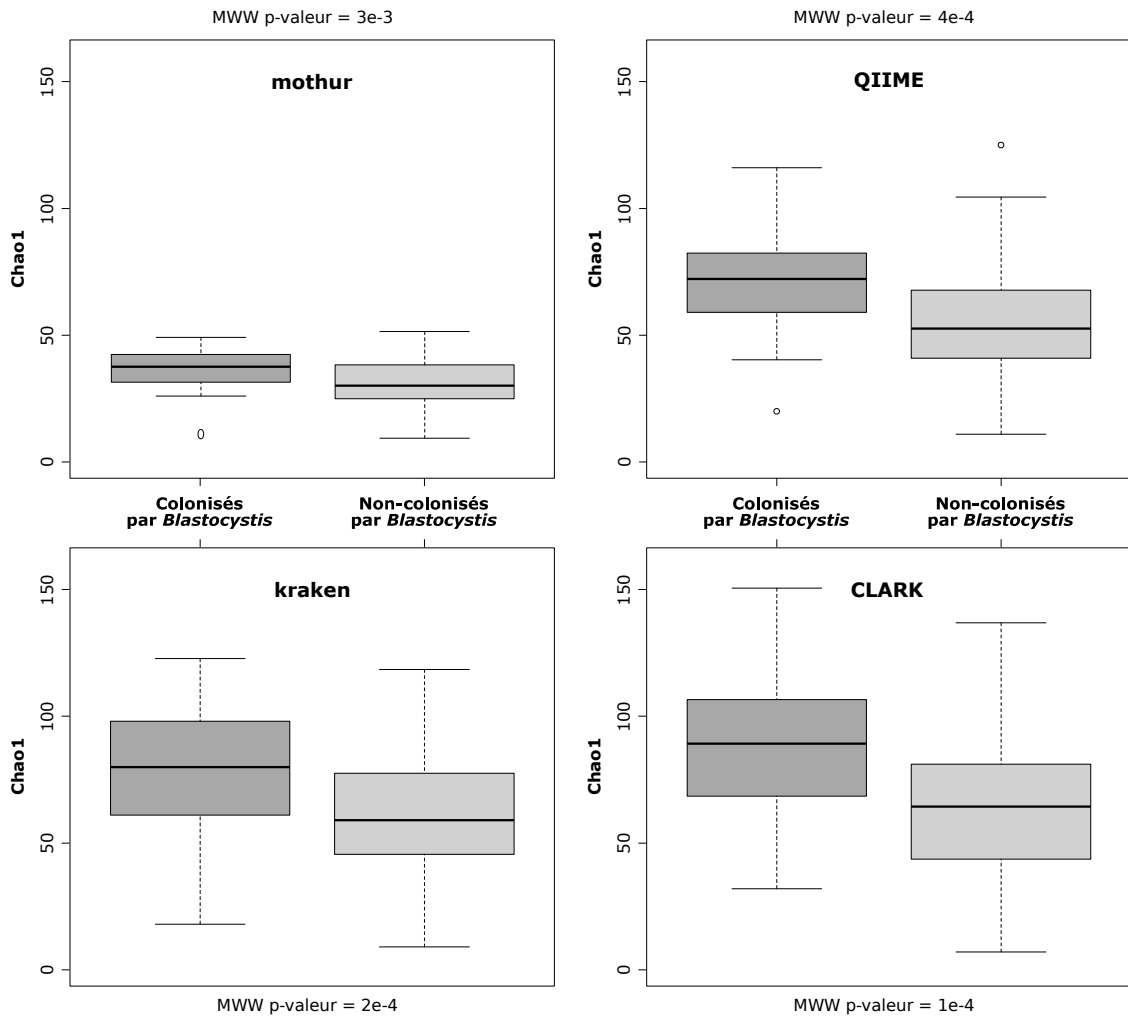 MWW p-valeur = 3e-3
MWW p-valeur = 4e-4
mothur
QIIME
Chao1
0
50
100
150
Chao1
0
50
100
150
Colonisés
par Blastocystis
Non-colonisés
par Blastocystis
Colonisés
par Blastocystis
Non-colonisés
par Blastocystis
kraken
CLARK
Chao1
0
50
100
150
Chao1
0
50
100
150
MWW p-valeur = 2e-4
MWW p-valeur = 1e-4